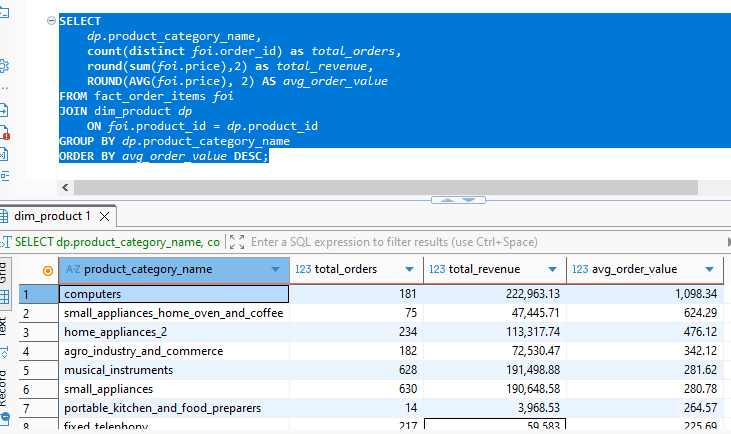 SELECT
dp.product_category_name,
count(distinct foi.order_id) as total_orders,
round(sum(foi.price),2) as total_revenue,
ROUND(AVG(foi.price), 2) AS avg_order_value
FROM fact_order_items foi
JOIN dim_product dp
ON foi.product_id = dp.product_id
GROUP BY dp.product_category_name
ORDER BY avg_order_value DESC;
dim_product 1
SELECT dp.product_category_name, co
Enter a SQL expression to filter results (use Ctrl+Space)
Grid
Text
Record
A-Z product_category_name 123 total_orders 123 total_revenue 123 avg_order_value
1 computers 181 222,963.13 1,098.34
2 small_appliances_home_oven_and_coffee 75 47,445.71 624.29
3 home_appliances_2 234 113,317.74 476.12
4 agro_industry_and_commerce 182 72,530.47 342.12
5 musical_instruments 628 191,498.88 281.62
6 small_appliances 630 190,648.58 280.78
7 portable_kitchen_and_food_preparers 14 3,968.53 264.57
8 fixed_telephony 217 59,583 225.69